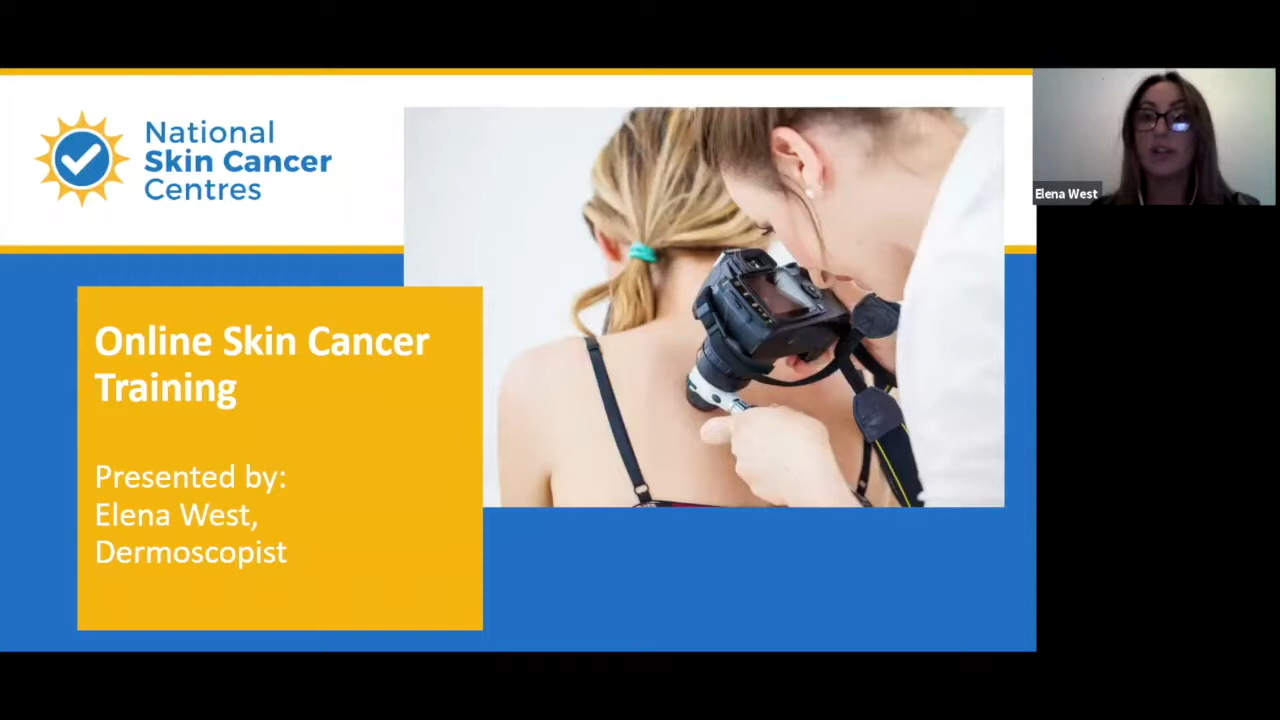 National
Skin Cancer
Centres
Elena West
Online Skin Cancer
Training
Presented by:
Elena West,
Dermoscopist